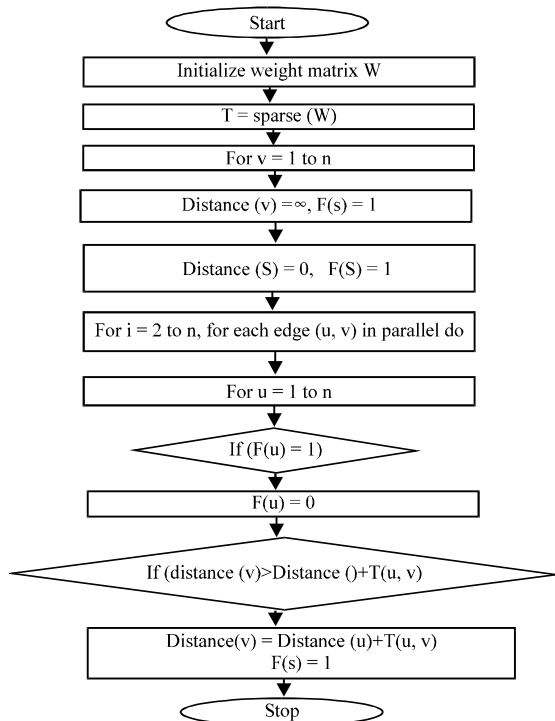 Start
Initialize weight matrix W
T = sparse (W)
For v = 1 to n
Distance (v) =∞, F(s) = 1
Distance (S) = 0, F(S) = 1
For i = 2 to n, for each edge (u, v) in parallel do
For u = 1 to n
If (F(u) = 1)
F(u) = 0
If (distance (v)>Distance ()+T(u, v)
Distance(v) = Distance (u)+T(u, v)
F(s) = 1
Stop